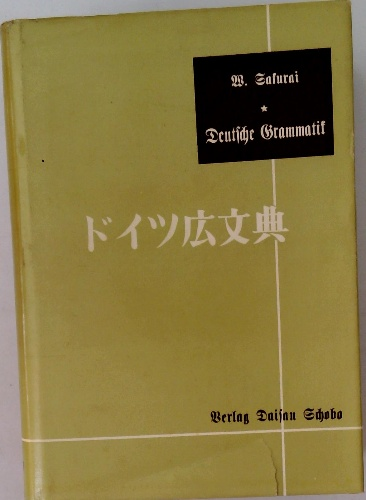 W. Sakurai
★
Deutſche Grammatik
ドイツ広文典
Verlag Daiſan Schobo